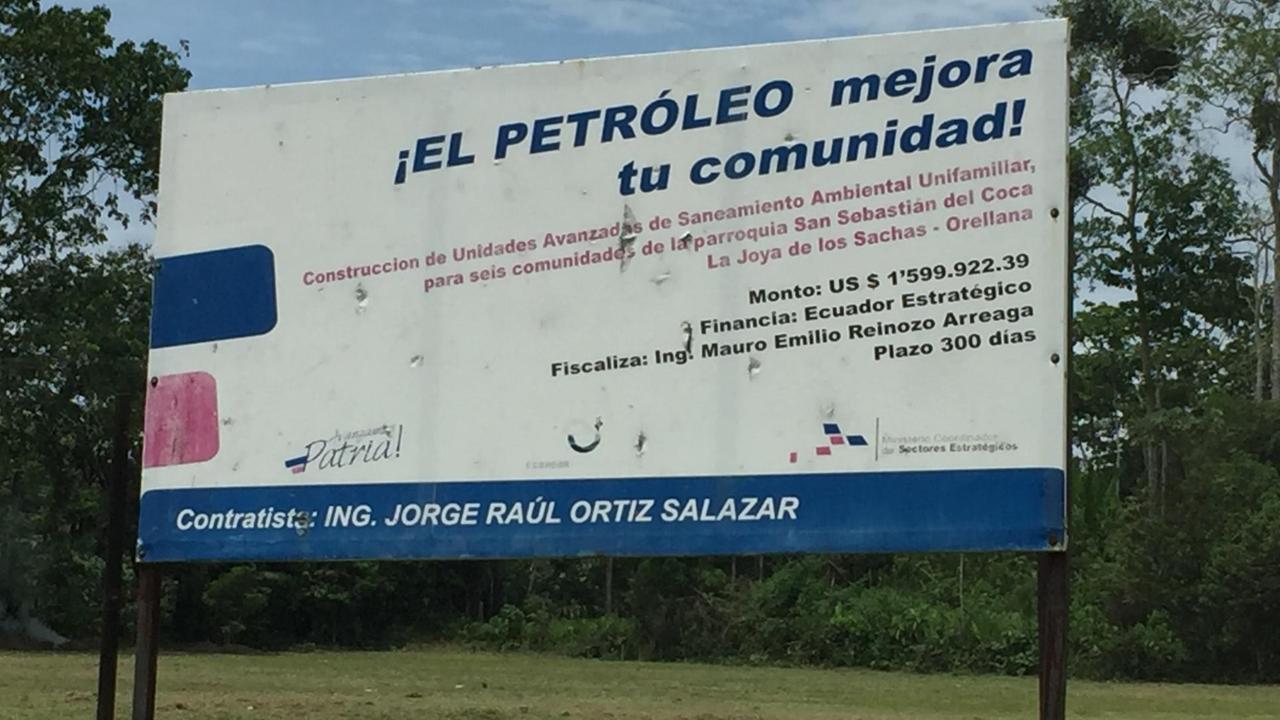 ¡EL PETRÓLEO mejora
tu comunidad!
Construccion de Unidades Avanzadas de Saneamiento Ambiental Unifamiliar,
para seis comunidades de la parroquia San Sebastián del Coca
La Joya de los Sachas - Orellana
Monto: US $ 1'599.922.39
Financia: Ecuador Estratégico
Fiscaliza: Ing. Mauro Emilio Reinozo Arreaga
Plazo 300 días
Avanzamos
Patria!
ECUADOR
Ministerio Coordinador
de Sectores Estratégicos
Contratista: ING. JORGE RAÚL ORTIZ SALAZAR